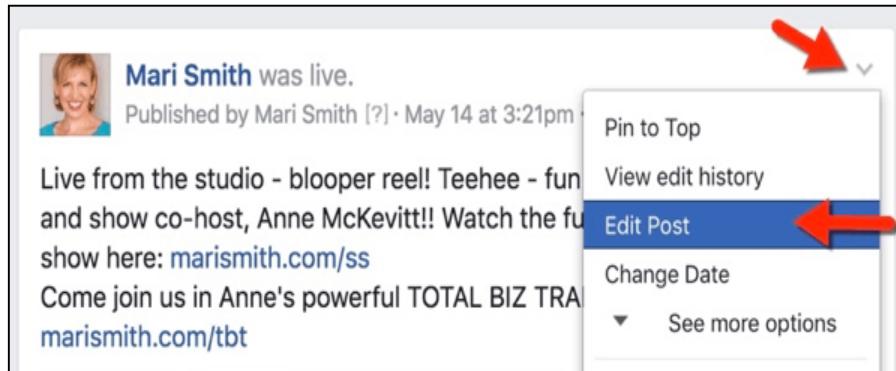 Mari Smith was live.
Published by Mari Smith [?] · May 14 at 3:21pm ·
Live from the studio - blooper reel! Teehee - fun
and show co-host, Anne McKevitt!! Watch the fu
show here: marismith.com/ss
Come join us in Anne's powerful TOTAL BIZ TRA
marismith.com/tbt
Pin to Top
View edit history
Edit Post
Change Date
See more options